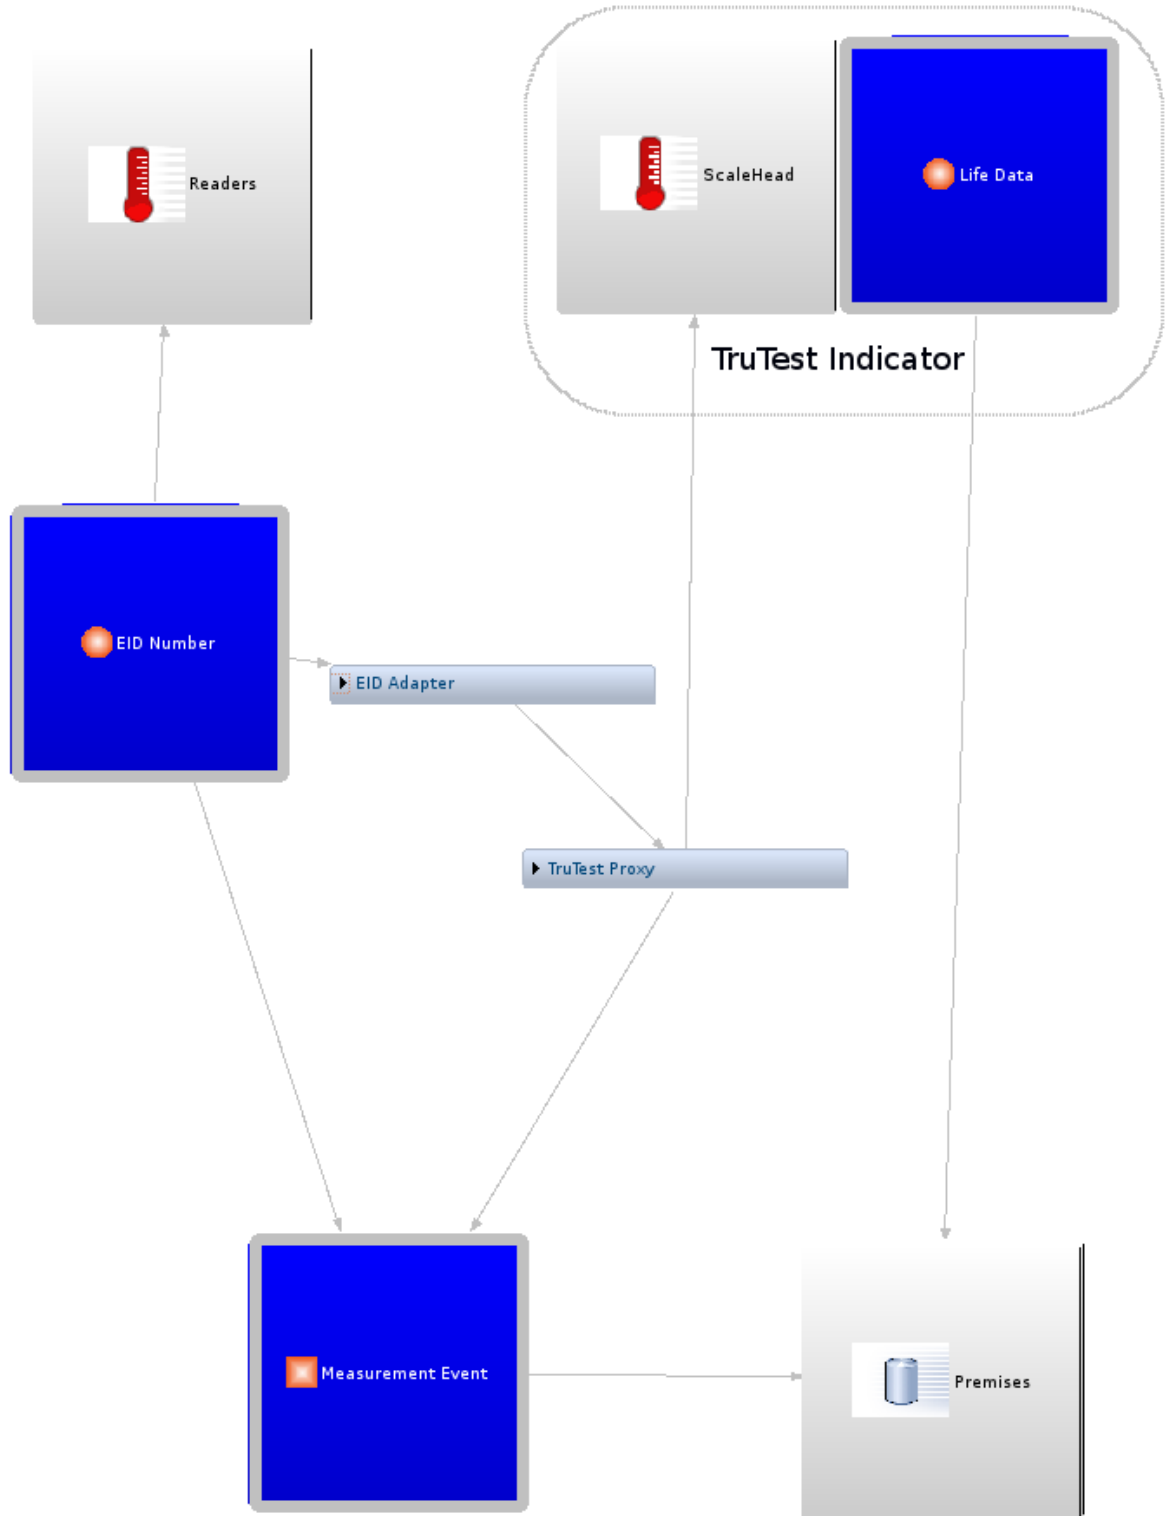 Readers
ScaleHead
Life Data
TruTest Indicator
EID Number
EID Adapter
TruTest Proxy
Measurement Event
Premises